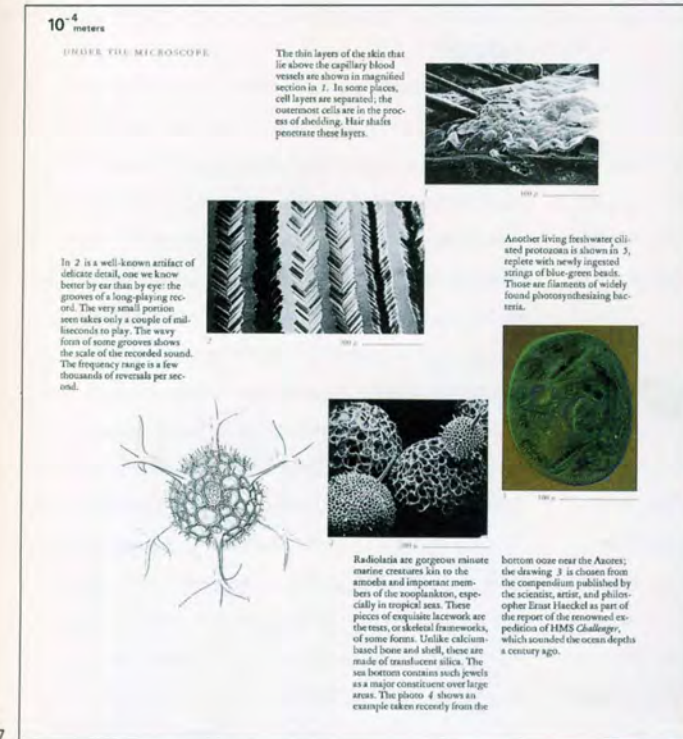 10⁻⁴ meters
UNDER THE MICROSCOPE
The thin layers of the skin that
lie above the capillary blood
vessels are shown in magnified
section in 1. In some places,
cell layers are separated; the
outermost cells are in the proc-
ess of shedding. Hair shafts
penetrate these layers.
1
100 μ
In 2 is a well-known artifact of
delicate detail, one we know
better by ear than by eye: the
grooves of a long-playing rec-
ord. The very small portion
seen takes only a couple of mil-
liseconds to play. The wavy
form of some grooves shows
the scale of the recorded sound.
The frequency range is a few
thousands of reversals per sec-
ond.
2
Another living freshwater cili-
ated protozoan is shown in 5,
replete with newly ingested
strings of blue-green beads.
Those are filaments of widely
found photosynthesizing bac-
teria.
5
100 μ
4
Radiolaria are gorgeous minute
marine creatures kin to the
amoeba and important mem-
bers of the zooplankton, espe-
cially in tropical seas. These
pieces of exquisite lacework are
the tests, or skeletal frameworks,
of some forms. Unlike calcium-
based bone and shell, these are
made of translucent silica. The
sea bottom contains such jewels
as a major constituent over large
areas. The photo 4 shows an
example taken recently from the
bottom ooze near the Azores;
the drawing 3 is chosen from
the compendium published by
the scientist, artist, and philos-
opher Ernst Haeckel as part of
the report of the renowned ex-
pedition of HMS Challenger,
which sounded the ocean depths
a century ago.
7